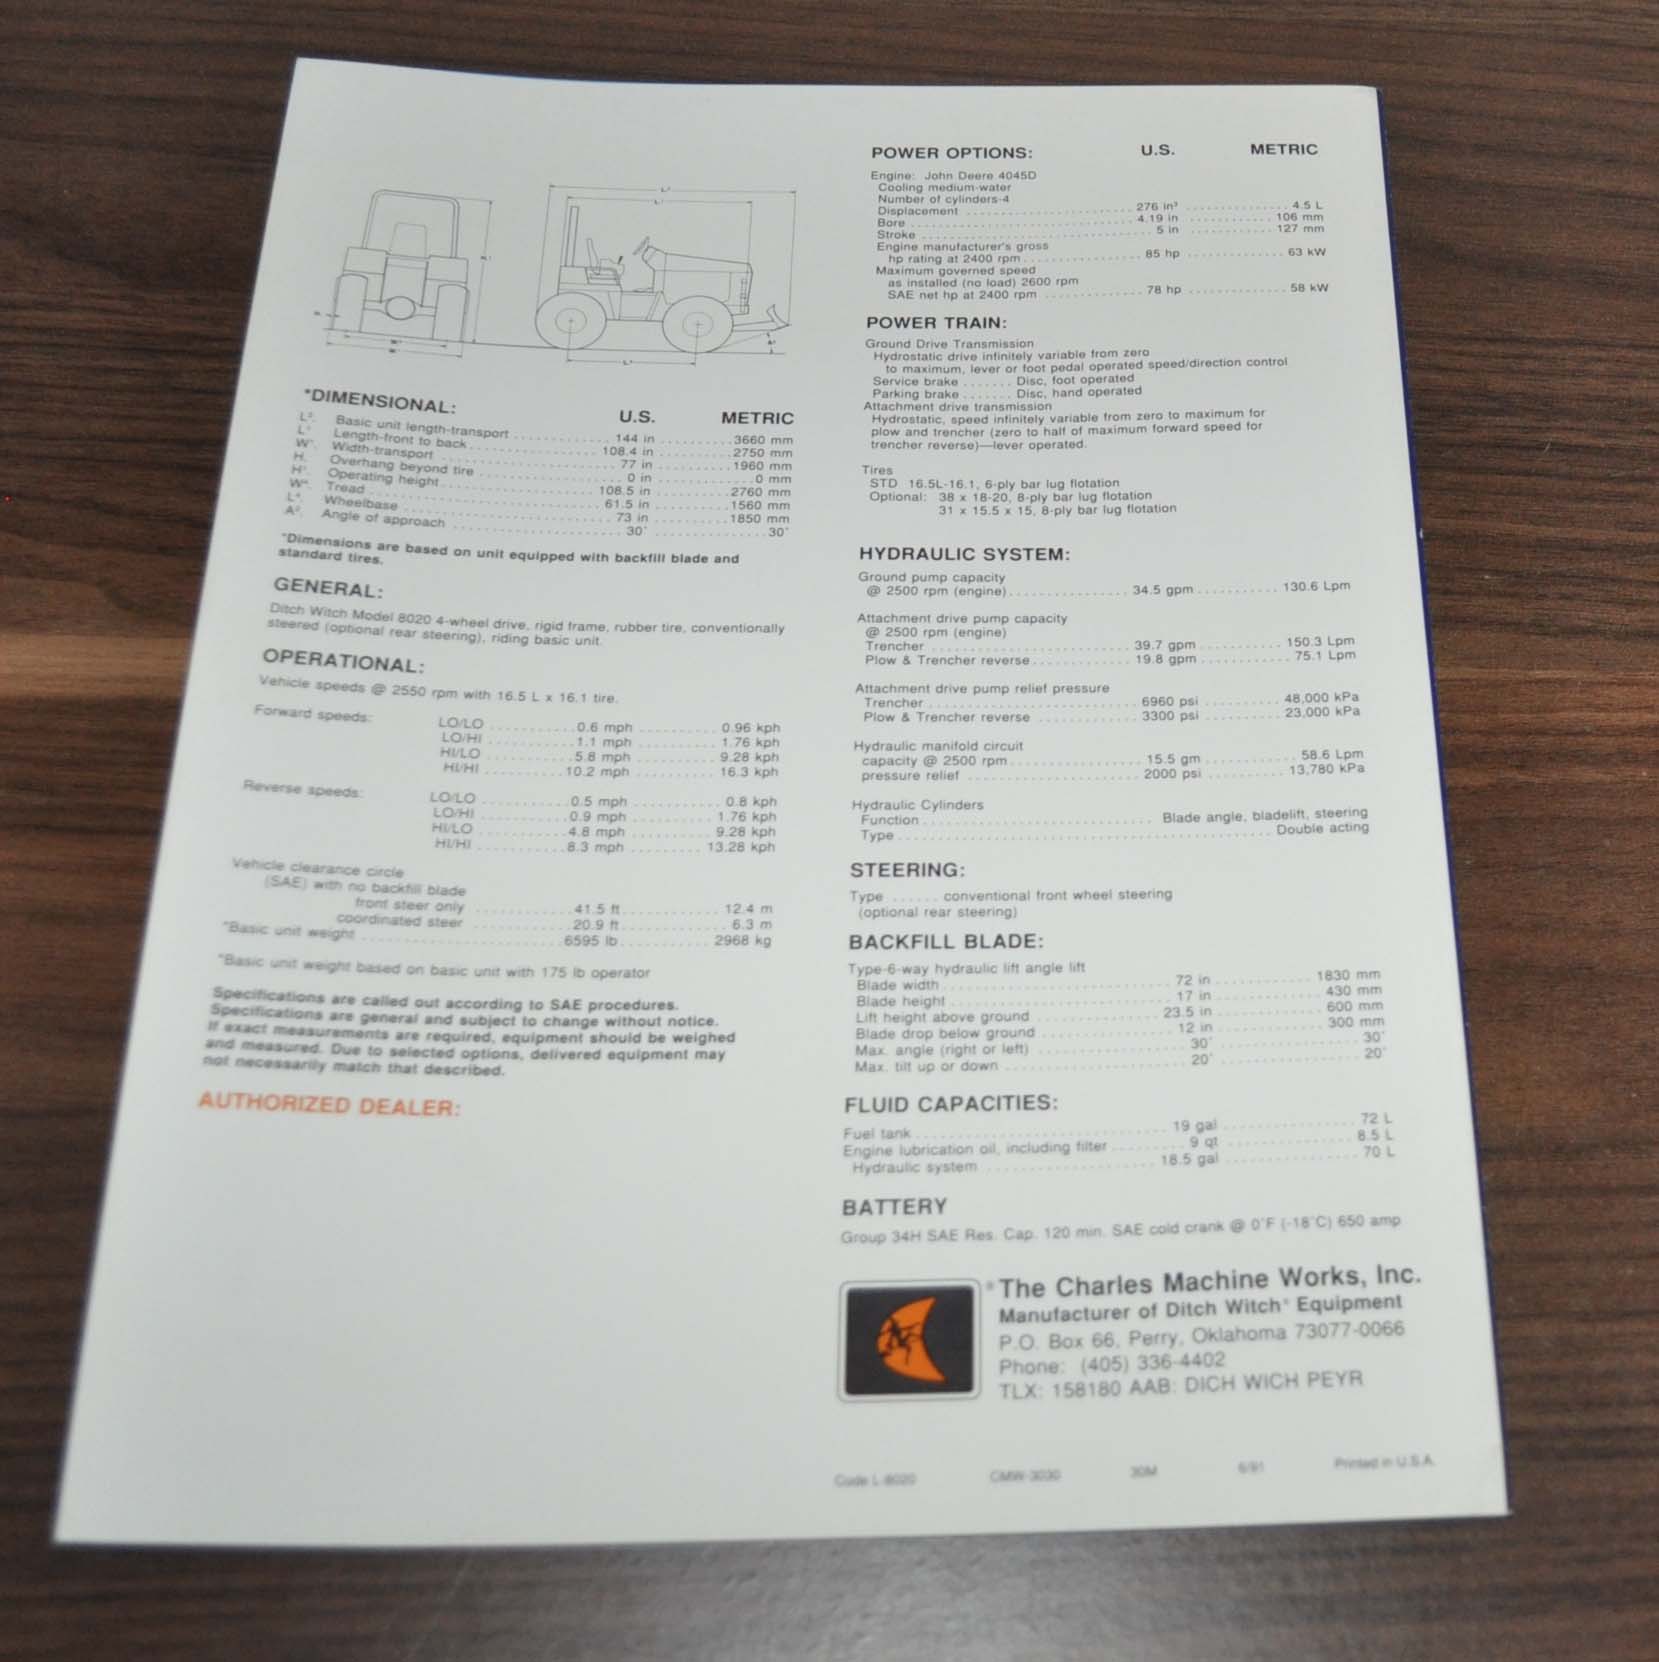 *DIMENSIONAL: U.S. METRIC
L². Basic unit length-transport 144 in 3660 mm
L¹ Length-front to back 108.4 in 2750 mm
W¹. Width-transport 77 in 1960 mm
H. Overhang beyond tire 0 in 0 mm
H¹. Operating height 108.5 in 2760 mm
W². Tread 61.5 in 1560 mm
L⁴. Wheelbase 73 in 1850 mm
A². Angle of approach 30° 30°
*Dimensions are based on unit equipped with backfill blade and
standard tires.
GENERAL:
Ditch Witch Model 8020 4-wheel drive, rigid frame, rubber tire, conventionally
steered (optional rear steering), riding basic unit.
OPERATIONAL:
Vehicle speeds @ 2550 rpm with 16.5 L x 16.1 tire.
Forward speeds: LO/LO 0.6 mph 0.96 kph
LO/HI 1.1 mph 1.76 kph
HI/LO 5.8 mph 9.28 kph
HI/HI 10.2 mph 16.3 kph
Reverse speeds: LO/LO 0.5 mph 0.8 kph
LO/HI 0.9 mph 1.76 kph
HI/LO 4.8 mph 9.28 kph
HI/HI 8.3 mph 13.28 kph
Vehicle clearance circle
(SAE) with no backfill blade
front steer only 41.5 ft 12.4 m
coordinated steer 20.9 ft 6.3 m
*Basic unit weight 6595 lb 2968 kg
*Basic unit weight based on basic unit with 175 lb operator
Specifications are called out according to SAE procedures.
Specifications are general and subject to change without notice.
If exact measurements are required, equipment should be weighed
and measured. Due to selected options, delivered equipment may
not necessarily match that described.
AUTHORIZED DEALER:
POWER OPTIONS: U.S. METRIC
Engine: John Deere 4045D
Cooling medium-water
Number of cylinders-4
Displacement 276 in³ 4.5 L
Bore 4.19 in 106 mm
Stroke 5 in 127 mm
Engine manufacturer's gross
hp rating at 2400 rpm 85 hp 63 kW
Maximum governed speed
as installed (no load) 2600 rpm
SAE net hp at 2400 rpm 78 hp 58 kW
POWER TRAIN:
Ground Drive Transmission
Hydrostatic drive infinitely variable from zero
to maximum, lever or foot pedal operated speed/direction control
Service brake Disc, foot operated
Parking brake Disc, hand operated
Attachment drive transmission
Hydrostatic, speed infinitely variable from zero to maximum for
plow and trencher (zero to half of maximum forward speed for
trencher reverse)—lever operated.
Tires
STD 16.5L-16.1, 6-ply bar lug flotation
Optional: 38 x 18-20, 8-ply bar lug flotation
31 x 15.5 x 15, 8-ply bar lug flotation
HYDRAULIC SYSTEM:
Ground pump capacity
@ 2500 rpm (engine) 34.5 gpm 130.6 Lpm
Attachment drive pump capacity
@ 2500 rpm (engine)
Trencher 39.7 gpm 150.3 Lpm
Plow & Trencher reverse 19.8 gpm 75.1 Lpm
Attachment drive pump relief pressure
Trencher 6960 psi 48,000 kPa
Plow & Trencher reverse 3300 psi 23,000 kPa
Hydraulic manifold circuit
capacity @ 2500 rpm 15.5 gm 58.6 Lpm
pressure relief 2000 psi 13,780 kPa
Hydraulic Cylinders
Function Blade angle, bladelift, steering
Type Double acting
STEERING:
Type conventional front wheel steering
(optional rear steering)
BACKFILL BLADE:
Type-6-way hydraulic lift angle lift
Blade width 72 in 1830 mm
Blade height 17 in 430 mm
Lift height above ground 23.5 in 600 mm
Blade drop below ground 12 in 300 mm
Max. angle (right or left) 30° 30°
Max. tilt up or down 20° 20°
FLUID CAPACITIES:
Fuel tank 19 gal 72 L
Engine lubrication oil, including filter 9 qt 8.5 L
Hydraulic system 18.5 gal 70 L
BATTERY
Group 34H SAE Res. Cap. 120 min. SAE cold crank @ 0°F (-18°C) 650 amp
® The Charles Machine Works, Inc.
Manufacturer of Ditch Witch® Equipment
P.O. Box 66, Perry, Oklahoma 73077-0066
Phone: (405) 336-4402
TLX: 158180 AAB: DICH WICH PEYR
Code L-8020 CMW-3030 30M 6/91 Printed in U.S.A.